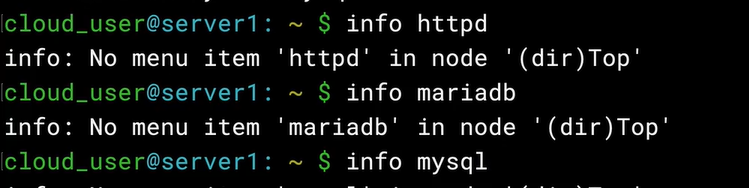 cloud_user@server1: ~ $ info httpd
info: No menu item 'httpd' in node '(dir)Top'
cloud_user@server1: ~ $ info mariadb
info: No menu item 'mariadb' in node '(dir)Top'
cloud_user@server1: ~ $ info mysql